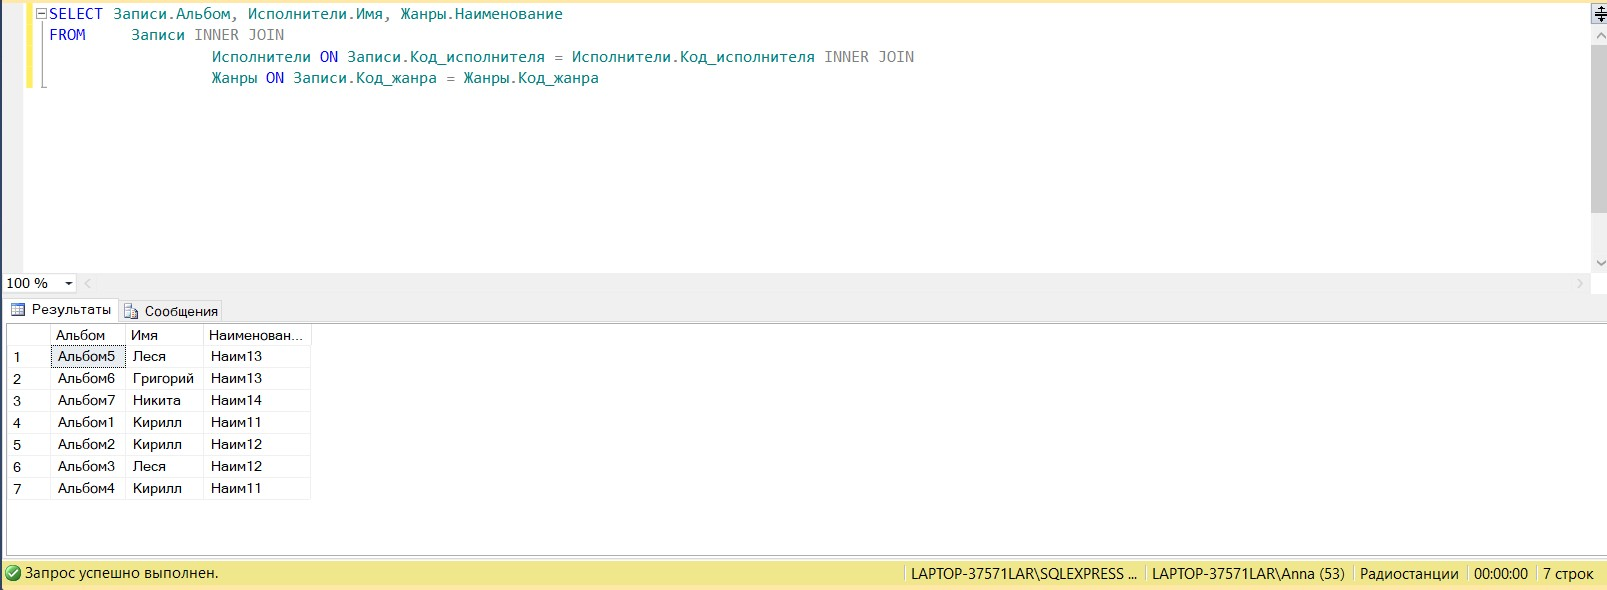 SELECT Записи.Альбом, Исполнители.Имя, Жанры.Наименование
FROM Записи INNER JOIN
Исполнители ON Записи.Код_исполнителя = Исполнители.Код_исполнителя INNER JOIN
Жанры ON Записи.Код_жанра = Жанры.Код_жанра
100 %
Результаты Сообщения
Альбом Имя Наименован...
1 Альбом5 Леся Наим13
2 Альбом6 Григорий Наим13
3 Альбом7 Никита Наим14
4 Альбом1 Кирилл Наим11
5 Альбом2 Кирилл Наим12
6 Альбом3 Леся Наим12
7 Альбом4 Кирилл Наим11
Запрос успешно выполнен. LAPTOP-37571LAR\SQLEXPRESS ... LAPTOP-37571LAR\Anna (53) Радиостанции 00:00:00 7 строк